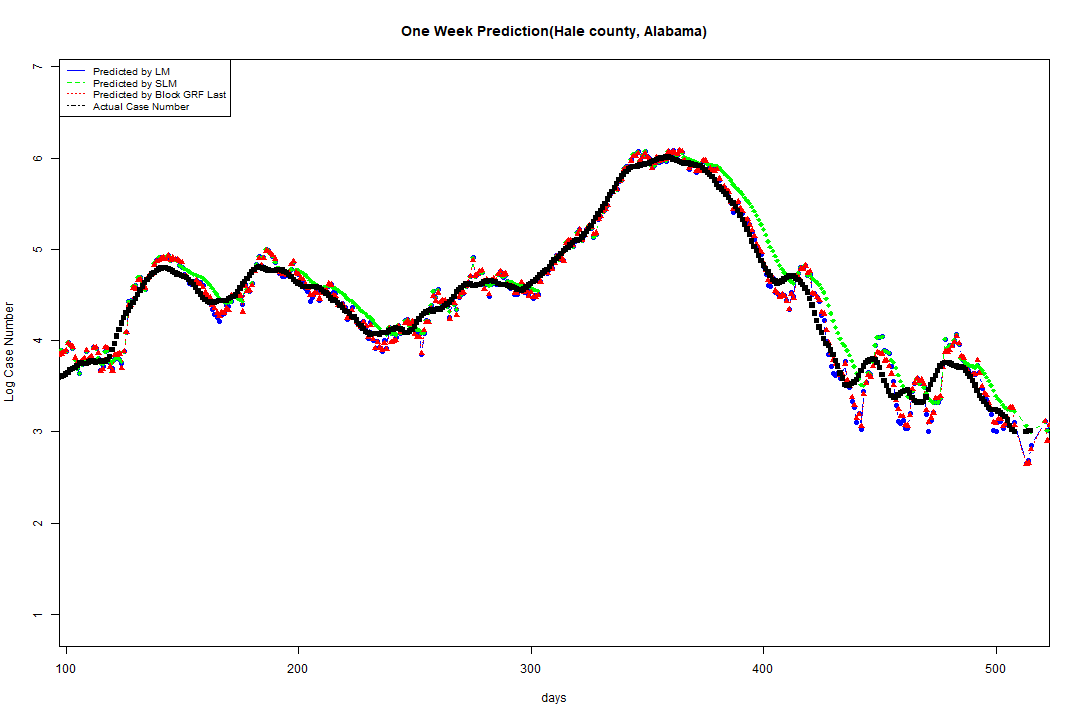 One Week Prediction(Hale county, Alabama)
Predicted by LM
Predicted by SLM
Predicted by Block GRF Last
Actual Case Number
7
6
5
4
3
2
1
Log Case Number
100 200 300 400 500
days